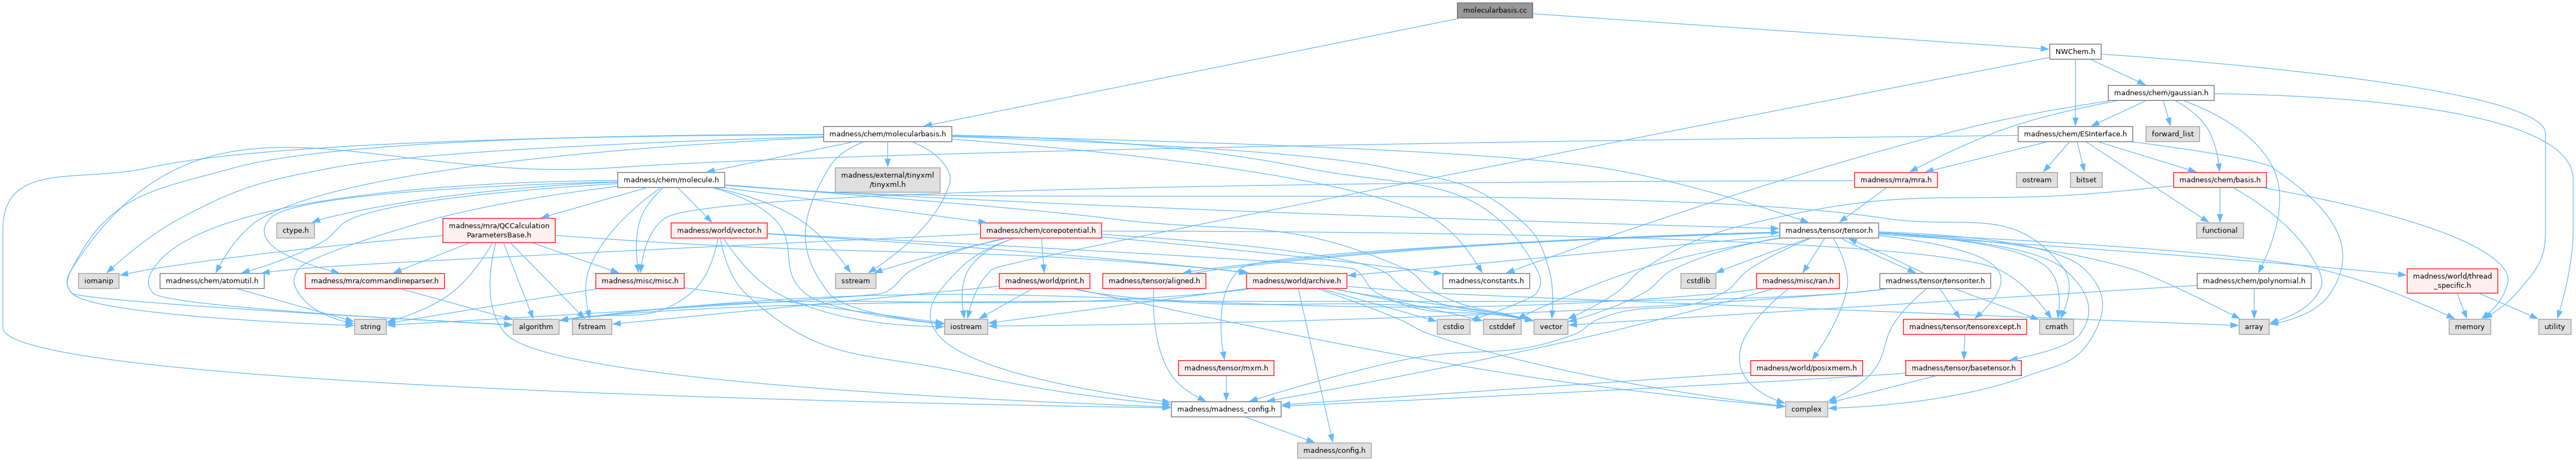 molecularbasis.cc
NWChem.h
madness/chem/gaussian.h
madness/chem/molecularbasis.h
madness/chem/ESInterface.h
forward_list
madness/external/tinyxml
/tinyxml.h
madness/chem/molecule.h
madness/mra/mra.h
ostream
bitset
madness/chem/basis.h
ctype.h
madness/mra/QCCalculation
ParametersBase.h
madness/world/vector.h
madness/chem/corepotential.h
madness/tensor/tensor.h
functional
iomanip
madness/chem/atomutil.h
madness/mra/commandlineparser.h
madness/misc/misc.h
sstream
madness/world/print.h
madness/tensor/aligned.h
madness/world/archive.h
madness/constants.h
cstdlib
madness/misc/ran.h
madness/tensor/tensoriter.h
madness/chem/polynomial.h
madness/world/thread
_specific.h
string
algorithm
fstream
iostream
cstdio
cstddef
vector
madness/tensor/tensorexcept.h
cmath
array
memory
utility
madness/tensor/mxm.h
madness/world/posixmem.h
madness/tensor/basetensor.h
madness/madness_config.h
complex
madness/config.h